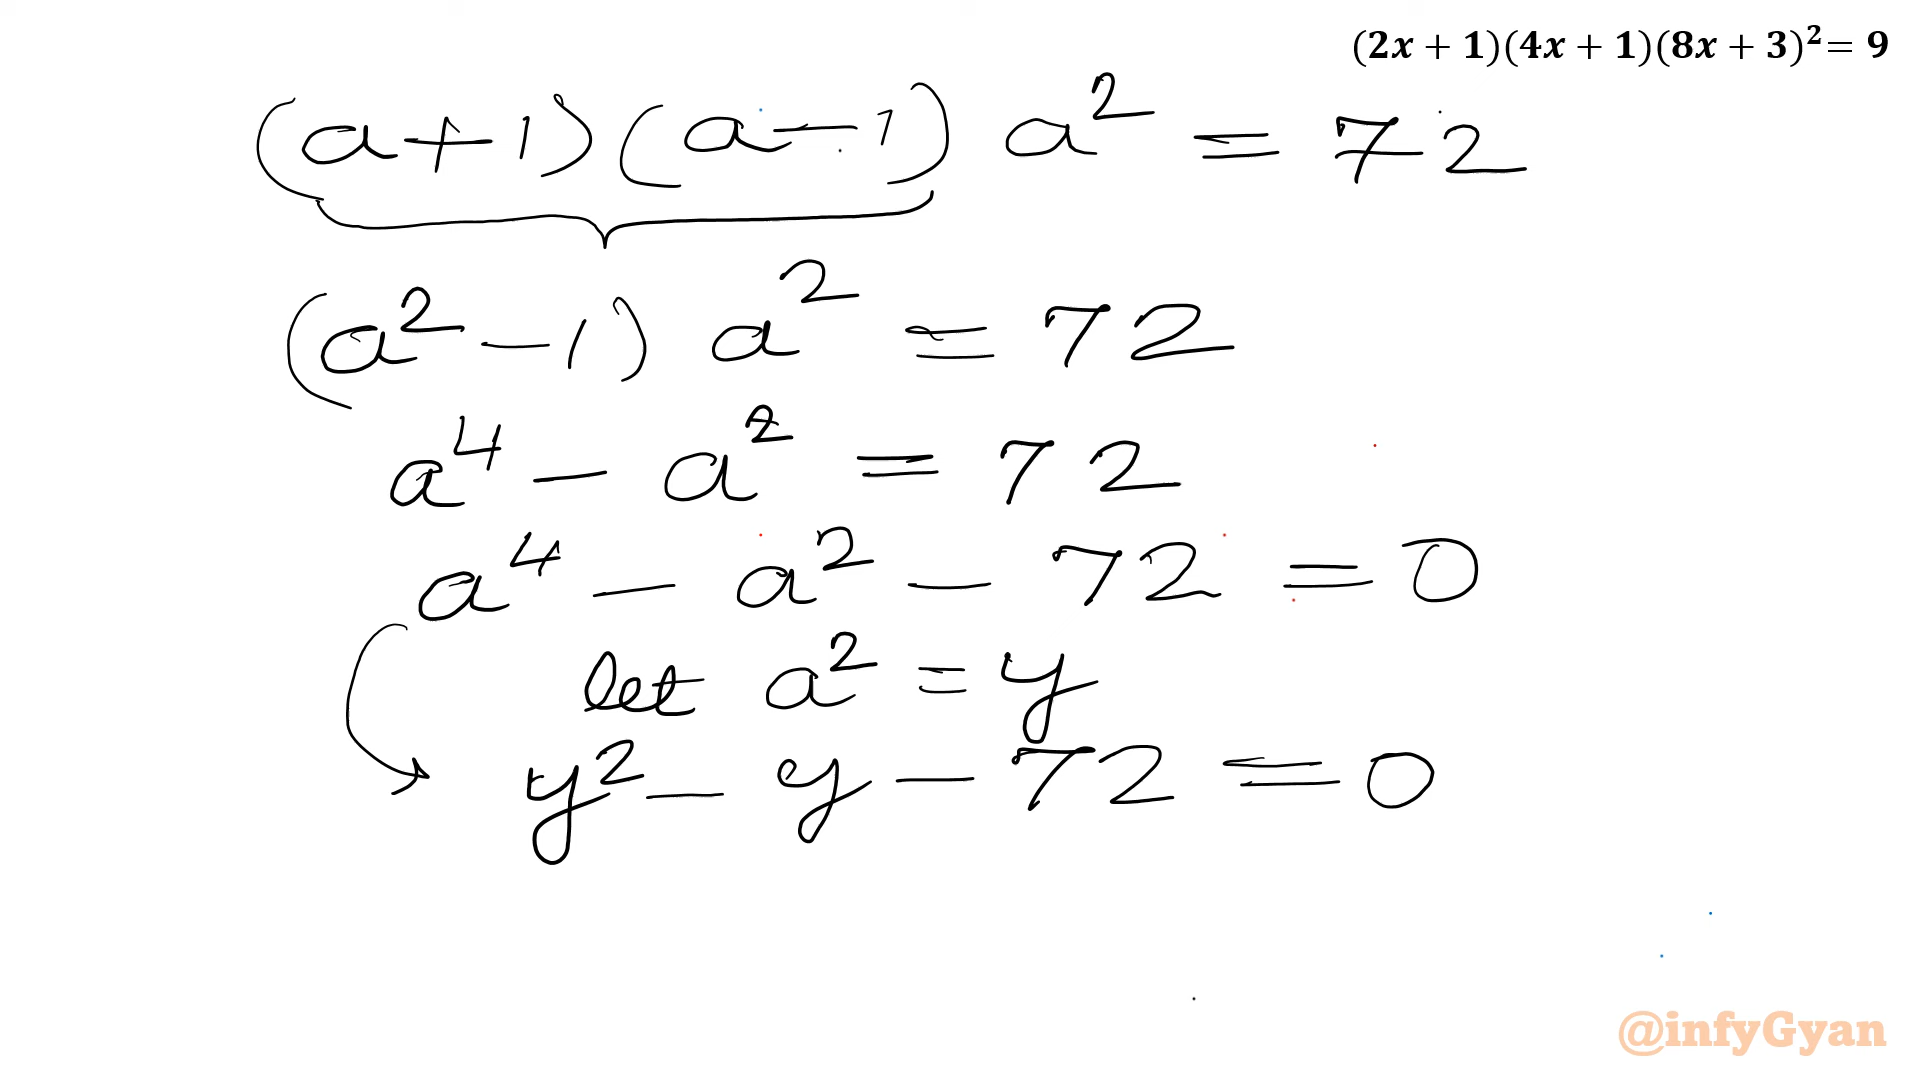 (2x + 1)(4x + 1)(8x + 3)²= 9
(a+1)(a-1) a² = 72
(a²-1) a² = 72
a⁴ - a² = 72
a⁴ - a² - 72 = 0
let a² = y
y² - y - 72 = 0
@infyGyan